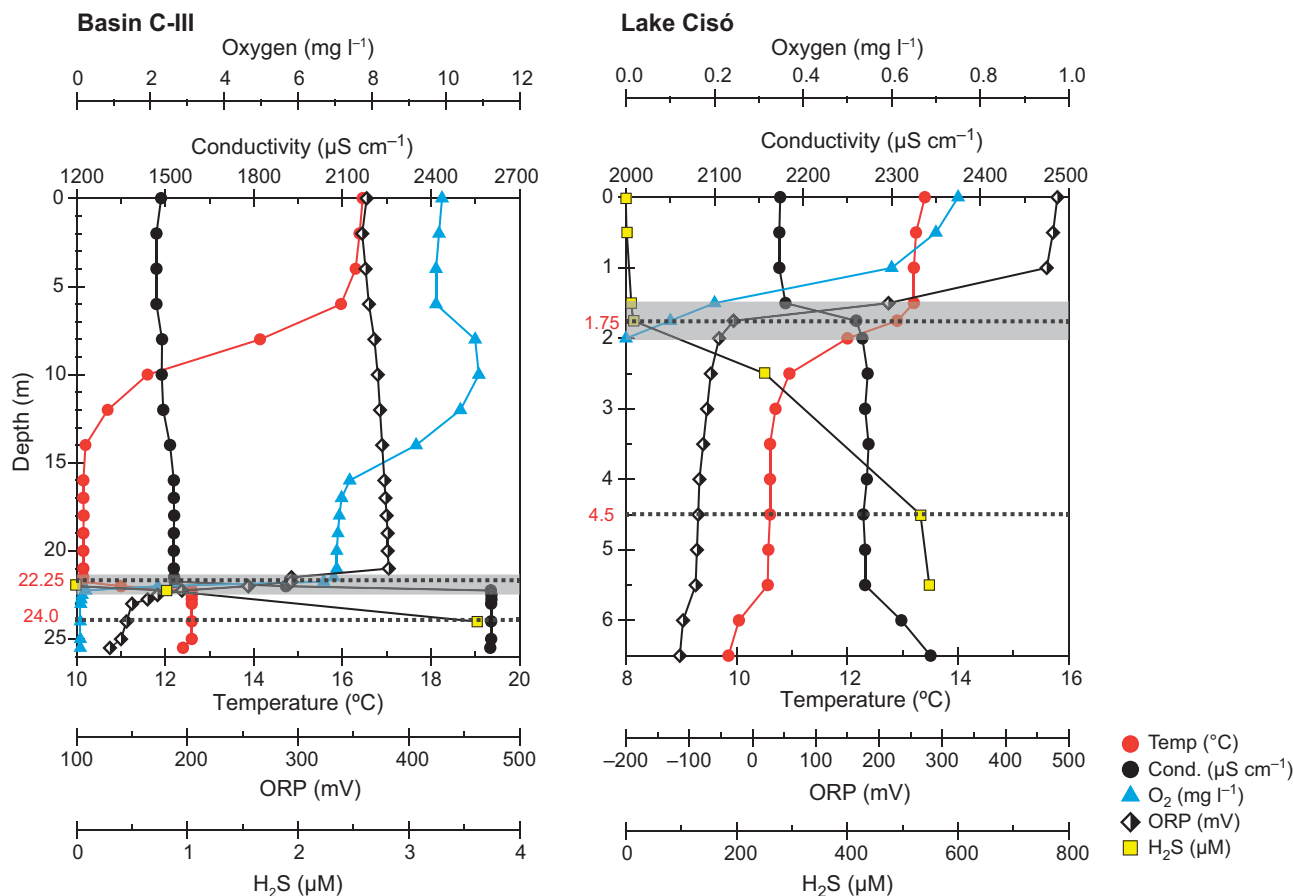 Basin C-III
Lake Cisó
Oxygen (mg l⁻¹)
0 2 4 6 8 10 12
Conductivity (µS cm⁻¹)
1200 1500 1800 2100 2400 2700
0
5
10
15
20
25
Depth (m)
22.25
24.0
10 12 14 16 18 20
Temperature (ºC)
100 200 300 400 500
ORP (mV)
0 1 2 3 4
H₂S (µM)
Oxygen (mg l⁻¹)
0.0 0.2 0.4 0.6 0.8 1.0
Conductivity (µS cm⁻¹)
2000 2100 2200 2300 2400 2500
0
1
1.75
2
3
4
4.5
5
6
8 10 12 14 16
Temperature (ºC)
−200 −100 0 100 200 300 400 500
ORP (mV)
0 200 400 600 800
H₂S (µM)
Temp (°C)
Cond. (µS cm⁻¹)
O₂ (mg l⁻¹)
ORP (mV)
H₂S (µM)